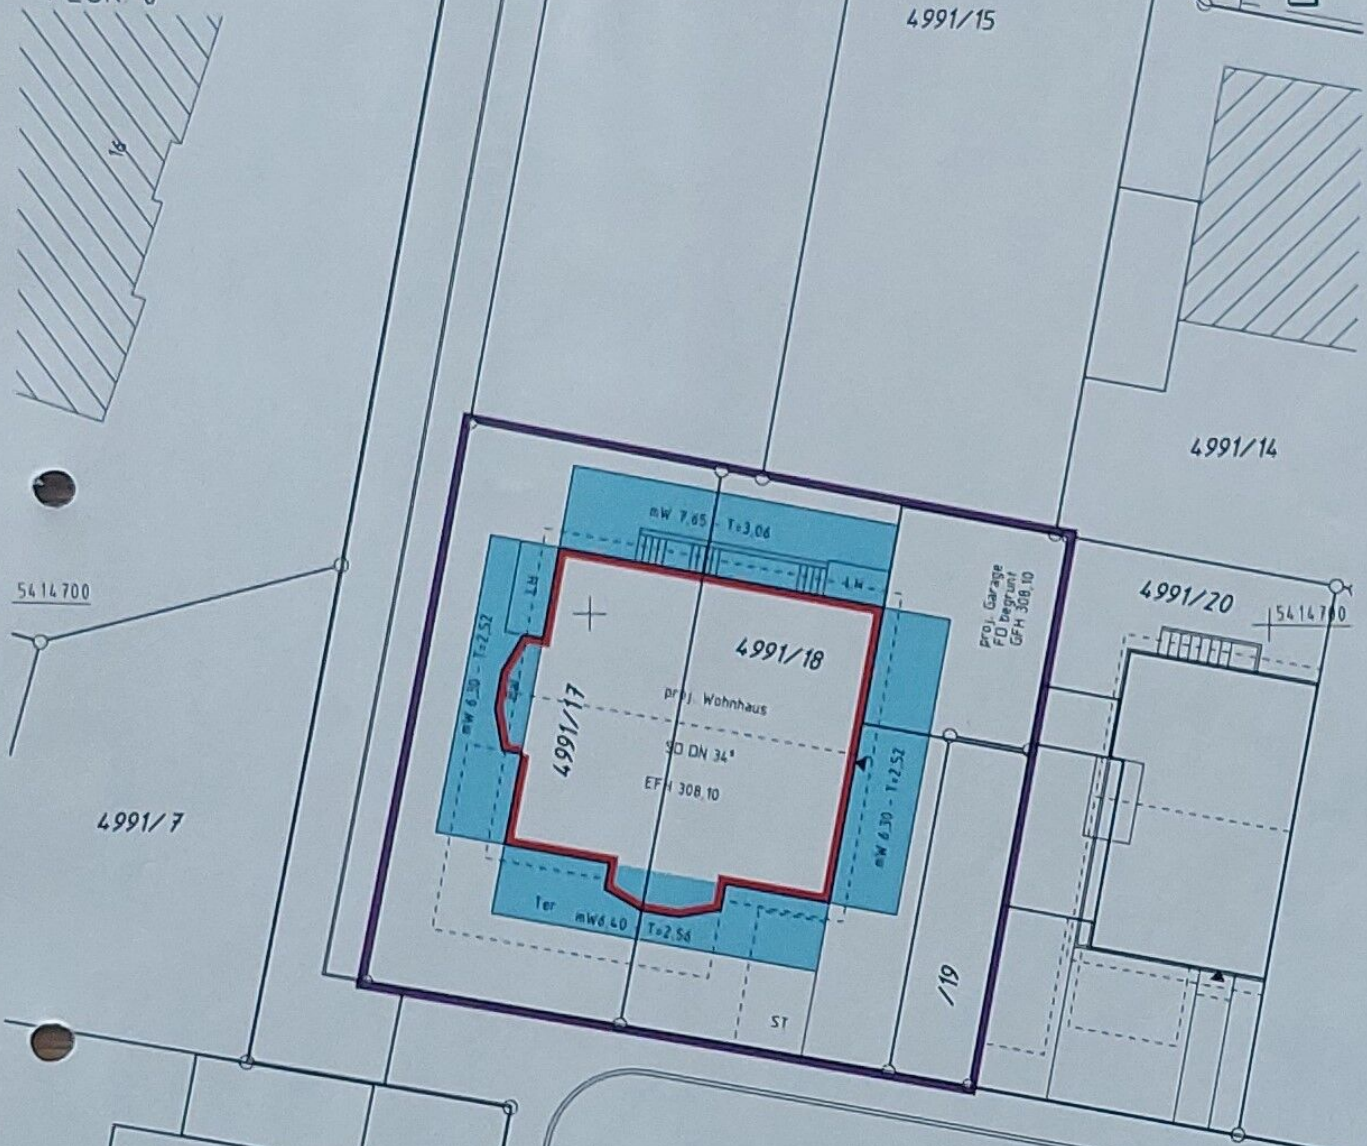 4991/15
16
4991/14
mW 7,65 - T=3,06
5414700
4991/20
5414700
proj. Garage
FD begrünt
GFH 308,10
mW 6,30 - T=2,52
4991/18
4991/17
proj. Wohnhaus
SD DN 34°
EFH 308,10
mW 6,30 - T=2,52
4991/7
Ter
mW6,40 - T=2,56
/19
ST